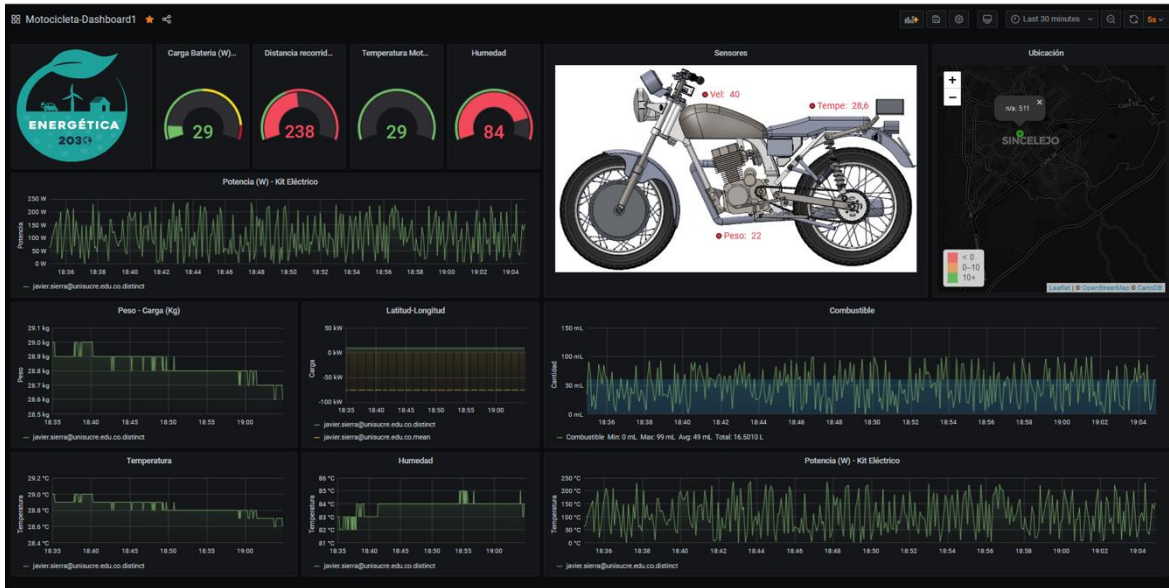 Motocicleta-Dashboard1
Last 30 minutes
5s
ENERGÉTICA
2030
Carga Bateria (W)...
29
Distancia recorrid...
238
Temperatura Mot...
29
Humedad
84
Sensores
Vel: 40
Tempe: 28,6
Peso: 22
Ubicación
+
−
n/a: 511
×
SINCELEJO
< 0
0–10
10+
Leaflet | © OpenStreetMap © CartoDB
Potencia (W) - Kit Eléctrico
Potencia
250 W
200 W
150 W
100 W
50 W
0 W
18:36 18:38 18:40 18:42 18:44 18:46 18:48 18:50 18:52 18:54 18:56 18:58 19:00 19:02 19:04
javier.sierra@unisucre.edu.co.distinct
Peso - Carga (Kg)
Peso
29.1 kg
29.0 kg
28.9 kg
28.8 kg
28.7 kg
28.6 kg
28.5 kg
18:35 18:40 18:45 18:50 18:55 19:00
javier.sierra@unisucre.edu.co.distinct
Latitud-Longitud
Carga
50 kW
0 kW
-50 kW
-100 kW
18:35 18:40 18:45 18:50 18:55 19:00
javier.sierra@unisucre.edu.co.distinct
javier.sierra@unisucre.edu.co.mean
Combustible
Cantidad
150 mL
100 mL
50 mL
0 mL
18:36 18:38 18:40 18:42 18:44 18:46 18:48 18:50 18:52 18:54 18:56 18:58 19:00 19:02 19:04
Combustible Min: 0 mL Max: 99 mL Avg: 49 mL Total: 16.5010 L
Temperatura
Temperatura
29.2 °C
29.0 °C
28.8 °C
28.6 °C
28.4 °C
18:35 18:40 18:45 18:50 18:55 19:00
javier.sierra@unisucre.edu.co.distinct
Humedad
Temperatura
86 °C
85 °C
84 °C
83 °C
82 °C
81 °C
18:35 18:40 18:45 18:50 18:55 19:00
javier.sierra@unisucre.edu.co.distinct
Potencia (W) - Kit Eléctrico
Temperatura
250 °C
200 °C
150 °C
100 °C
50 °C
0 °C
18:36 18:38 18:40 18:42 18:44 18:46 18:48 18:50 18:52 18:54 18:56 18:58 19:00 19:02 19:04
javier.sierra@unisucre.edu.co.distinct